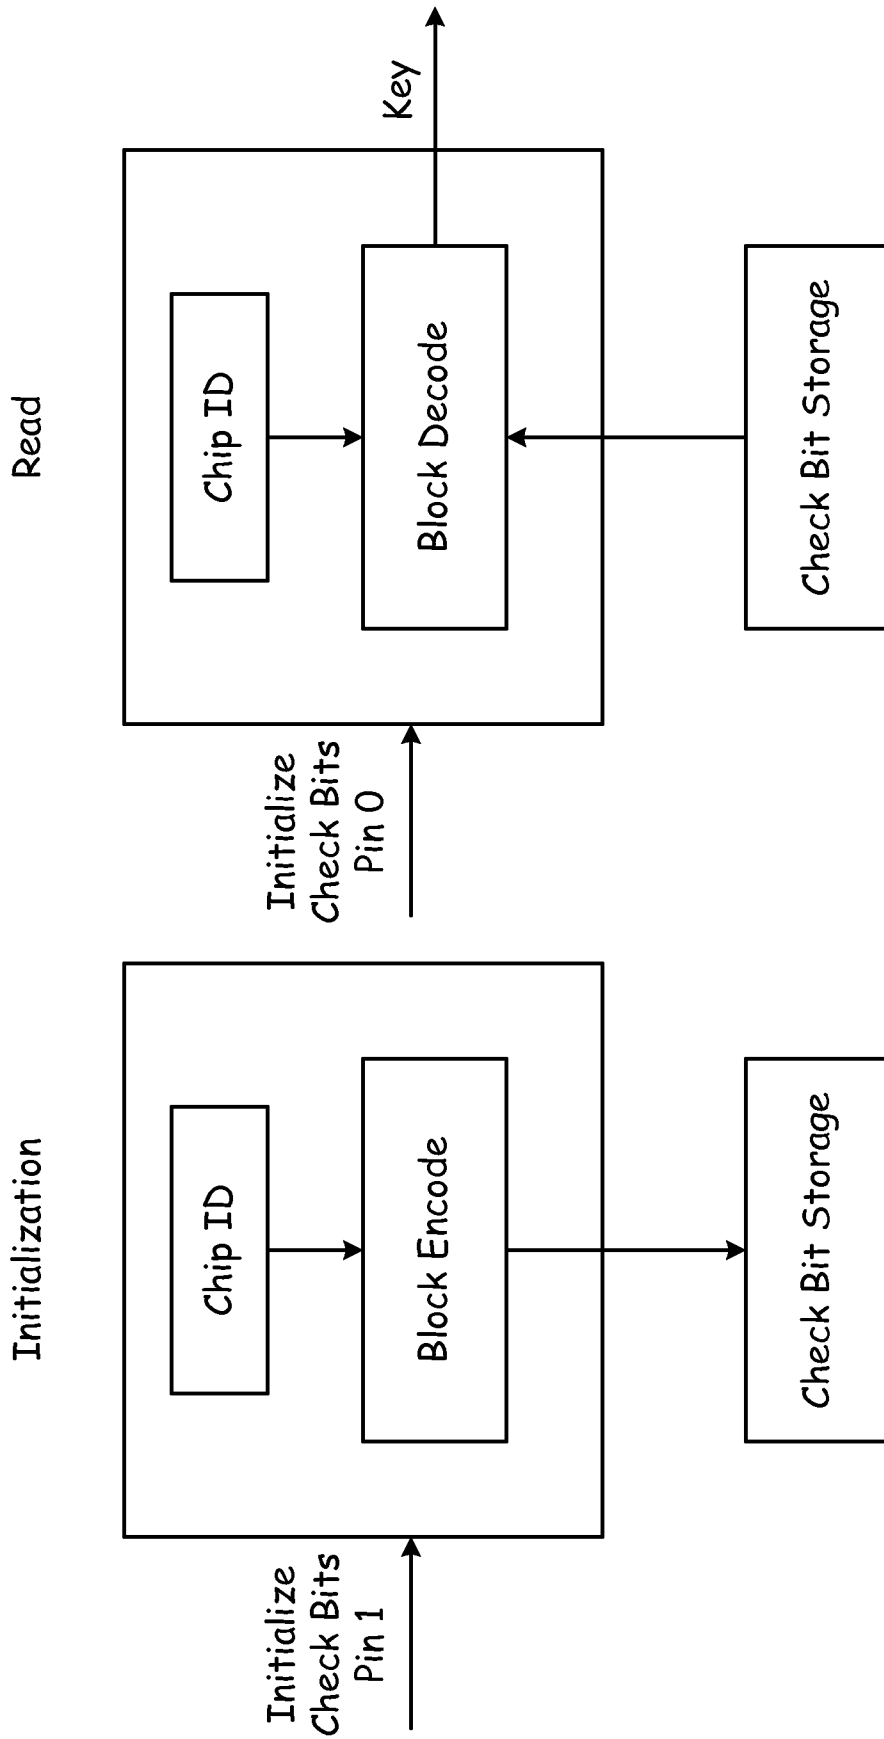 Initialization
Initialize
Check Bits
Pin 1
Chip ID
Block Encode
Check Bit Storage
Read
Initialize
Check Bits
Pin 0
Chip ID
Block Decode
Key
Check Bit Storage